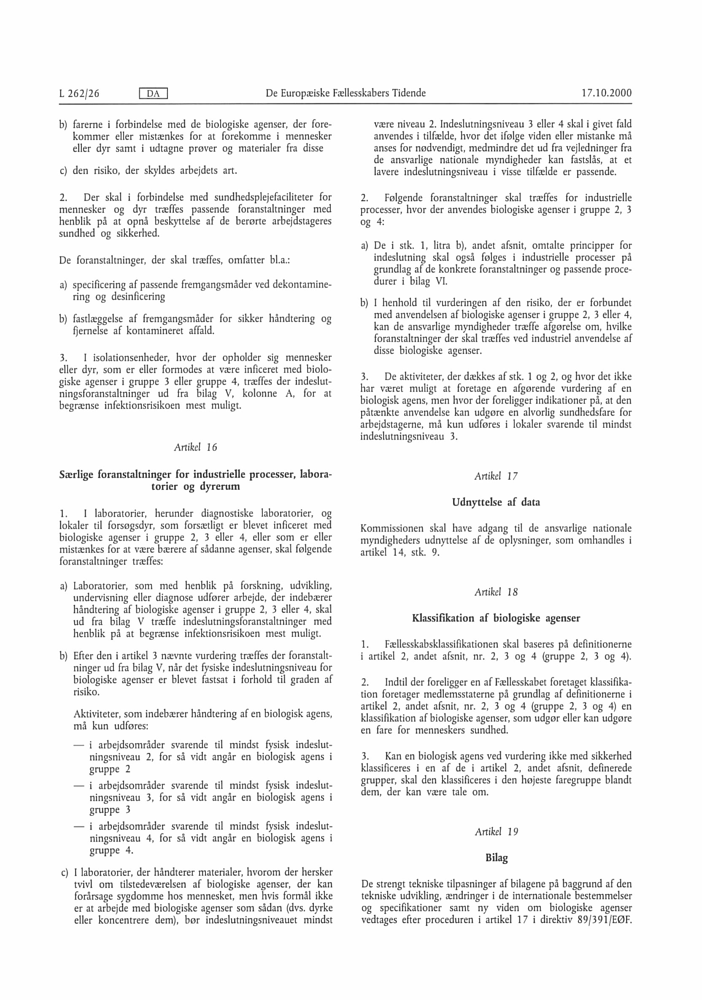 L 262/26 DA De Europæiske Fællesskabers Tidende 17.10.2000
b) farerne i forbindelse med de biologiske agenser, der fore-
kommer eller mistænkes for at forekomme i mennesker
eller dyr samt i udtagne prøver og materialer fra disse
c) den risiko, der skyldes arbejdets art.
2. Der skal i forbindelse med sundhedsplejefaciliteter for
mennesker og dyr træffes passende foranstaltninger med
henblik på at opnå beskyttelse af de berørte arbejdstageres
sundhed og sikkerhed.
De foranstaltninger, der skal træffes, omfatter bl.a.:
a) specificering af passende fremgangsmåder ved dekontamine-
ring og desinficering
b) fastlæggelse af fremgangsmåder for sikker håndtering og
fjernelse af kontamineret affald.
3. I isolationsenheder, hvor der opholder sig mennesker
eller dyr, som er eller formodes at være inficeret med biolo-
giske agenser i gruppe 3 eller gruppe 4, træffes der indeslut-
ningsforanstaltninger ud fra bilag V, kolonne A, for at
begrænse infektionsrisikoen mest muligt.
Artikel 16
Særlige foranstaltninger for industrielle processer, labora-
torier og dyrerum
1. I laboratorier, herunder diagnostiske laboratorier, og
lokaler til forsøgsdyr, som forsætligt er blevet inficeret med
biologiske agenser i gruppe 2, 3 eller 4, eller som er eller
mistænkes for at være bærere af sådanne agenser, skal følgende
foranstaltninger træffes:
a) Laboratorier, som med henblik på forskning, udvikling,
undervisning eller diagnose udfører arbejde, der indebærer
håndtering af biologiske agenser i gruppe 2, 3 eller 4, skal
ud fra bilag V træffe indeslutningsforanstaltninger med
henblik på at begrænse infektionsrisikoen mest muligt.
b) Efter den i artikel 3 nævnte vurdering træffes der foranstalt-
ninger ud fra bilag V, når det fysiske indeslutningsniveau for
biologiske agenser er blevet fastsat i forhold til graden af
risiko.
Aktiviteter, som indebærer håndtering af en biologisk agens,
må kun udføres:
— i arbejdsområder svarende til mindst fysisk indeslut-
ningsniveau 2, for så vidt angår en biologisk agens i
gruppe 2
— i arbejdsområder svarende til mindst fysisk indeslut-
ningsniveau 3, for så vidt angår en biologisk agens i
gruppe 3
— i arbejdsområder svarende til mindst fysisk indeslut-
ningsniveau 4, for så vidt angår en biologisk agens i
gruppe 4.
c) I laboratorier, der håndterer materialer, hvorom der hersker
tvivl om tilstedeværelsen af biologiske agenser, der kan
forårsage sygdomme hos mennesket, men hvis formål ikke
er at arbejde med biologiske agenser som sådan (dvs. dyrke
eller koncentrere dem), bør indeslutningsniveauet mindst
være niveau 2. Indeslutningsniveau 3 eller 4 skal i givet fald
anvendes i tilfælde, hvor det ifølge viden eller mistanke må
anses for nødvendigt, medmindre det ud fra vejledninger fra
de ansvarlige nationale myndigheder kan fastslås, at et
lavere indeslutningsniveau i visse tilfælde er passende.
2. Følgende foranstaltninger skal træffes for industrielle
processer, hvor der anvendes biologiske agenser i gruppe 2, 3
og 4:
a) De i stk. 1, litra b), andet afsnit, omtalte principper for
indeslutning skal også følges i industrielle processer på
grundlag af de konkrete foranstaltninger og passende proce-
durer i bilag VI.
b) I henhold til vurderingen af den risiko, der er forbundet
med anvendelsen af biologiske agenser i gruppe 2, 3 eller 4,
kan de ansvarlige myndigheder træffe afgørelse om, hvilke
foranstaltninger der skal træffes ved industriel anvendelse af
disse biologiske agenser.
3. De aktiviteter, der dækkes af stk. 1 og 2, og hvor det ikke
har været muligt at foretage en afgørende vurdering af en
biologisk agens, men hvor der foreligger indikationer på, at den
påtænkte anvendelse kan udgøre en alvorlig sundhedsfare for
arbejdstagerne, må kun udføres i lokaler svarende til mindst
indeslutningsniveau 3.
Artikel 17
Udnyttelse af data
Kommissionen skal have adgang til de ansvarlige nationale
myndigheders udnyttelse af de oplysninger, som omhandles i
artikel 14, stk. 9.
Artikel 18
Klassifikation af biologiske agenser
1. Fællesskabsklassifikationen skal baseres på definitionerne
i artikel 2, andet afsnit, nr. 2, 3 og 4 (gruppe 2, 3 og 4).
2. Indtil der foreligger en af Fællesskabet foretaget klassifika-
tion foretager medlemsstaterne på grundlag af definitionerne i
artikel 2, andet afsnit, nr. 2, 3 og 4 (gruppe 2, 3 og 4) en
klassifikation af biologiske agenser, som udgør eller kan udgøre
en fare for menneskers sundhed.
3. Kan en biologisk agens ved vurdering ikke med sikkerhed
klassificeres i en af de i artikel 2, andet afsnit, definerede
grupper, skal den klassificeres i den højeste faregruppe blandt
dem, der kan være tale om.
Artikel 19
Bilag
De strengt tekniske tilpasninger af bilagene på baggrund af den
tekniske udvikling, ændringer i de internationale bestemmelser
og specifikationer samt ny viden om biologiske agenser
vedtages efter proceduren i artikel 17 i direktiv 89/391/EØF.